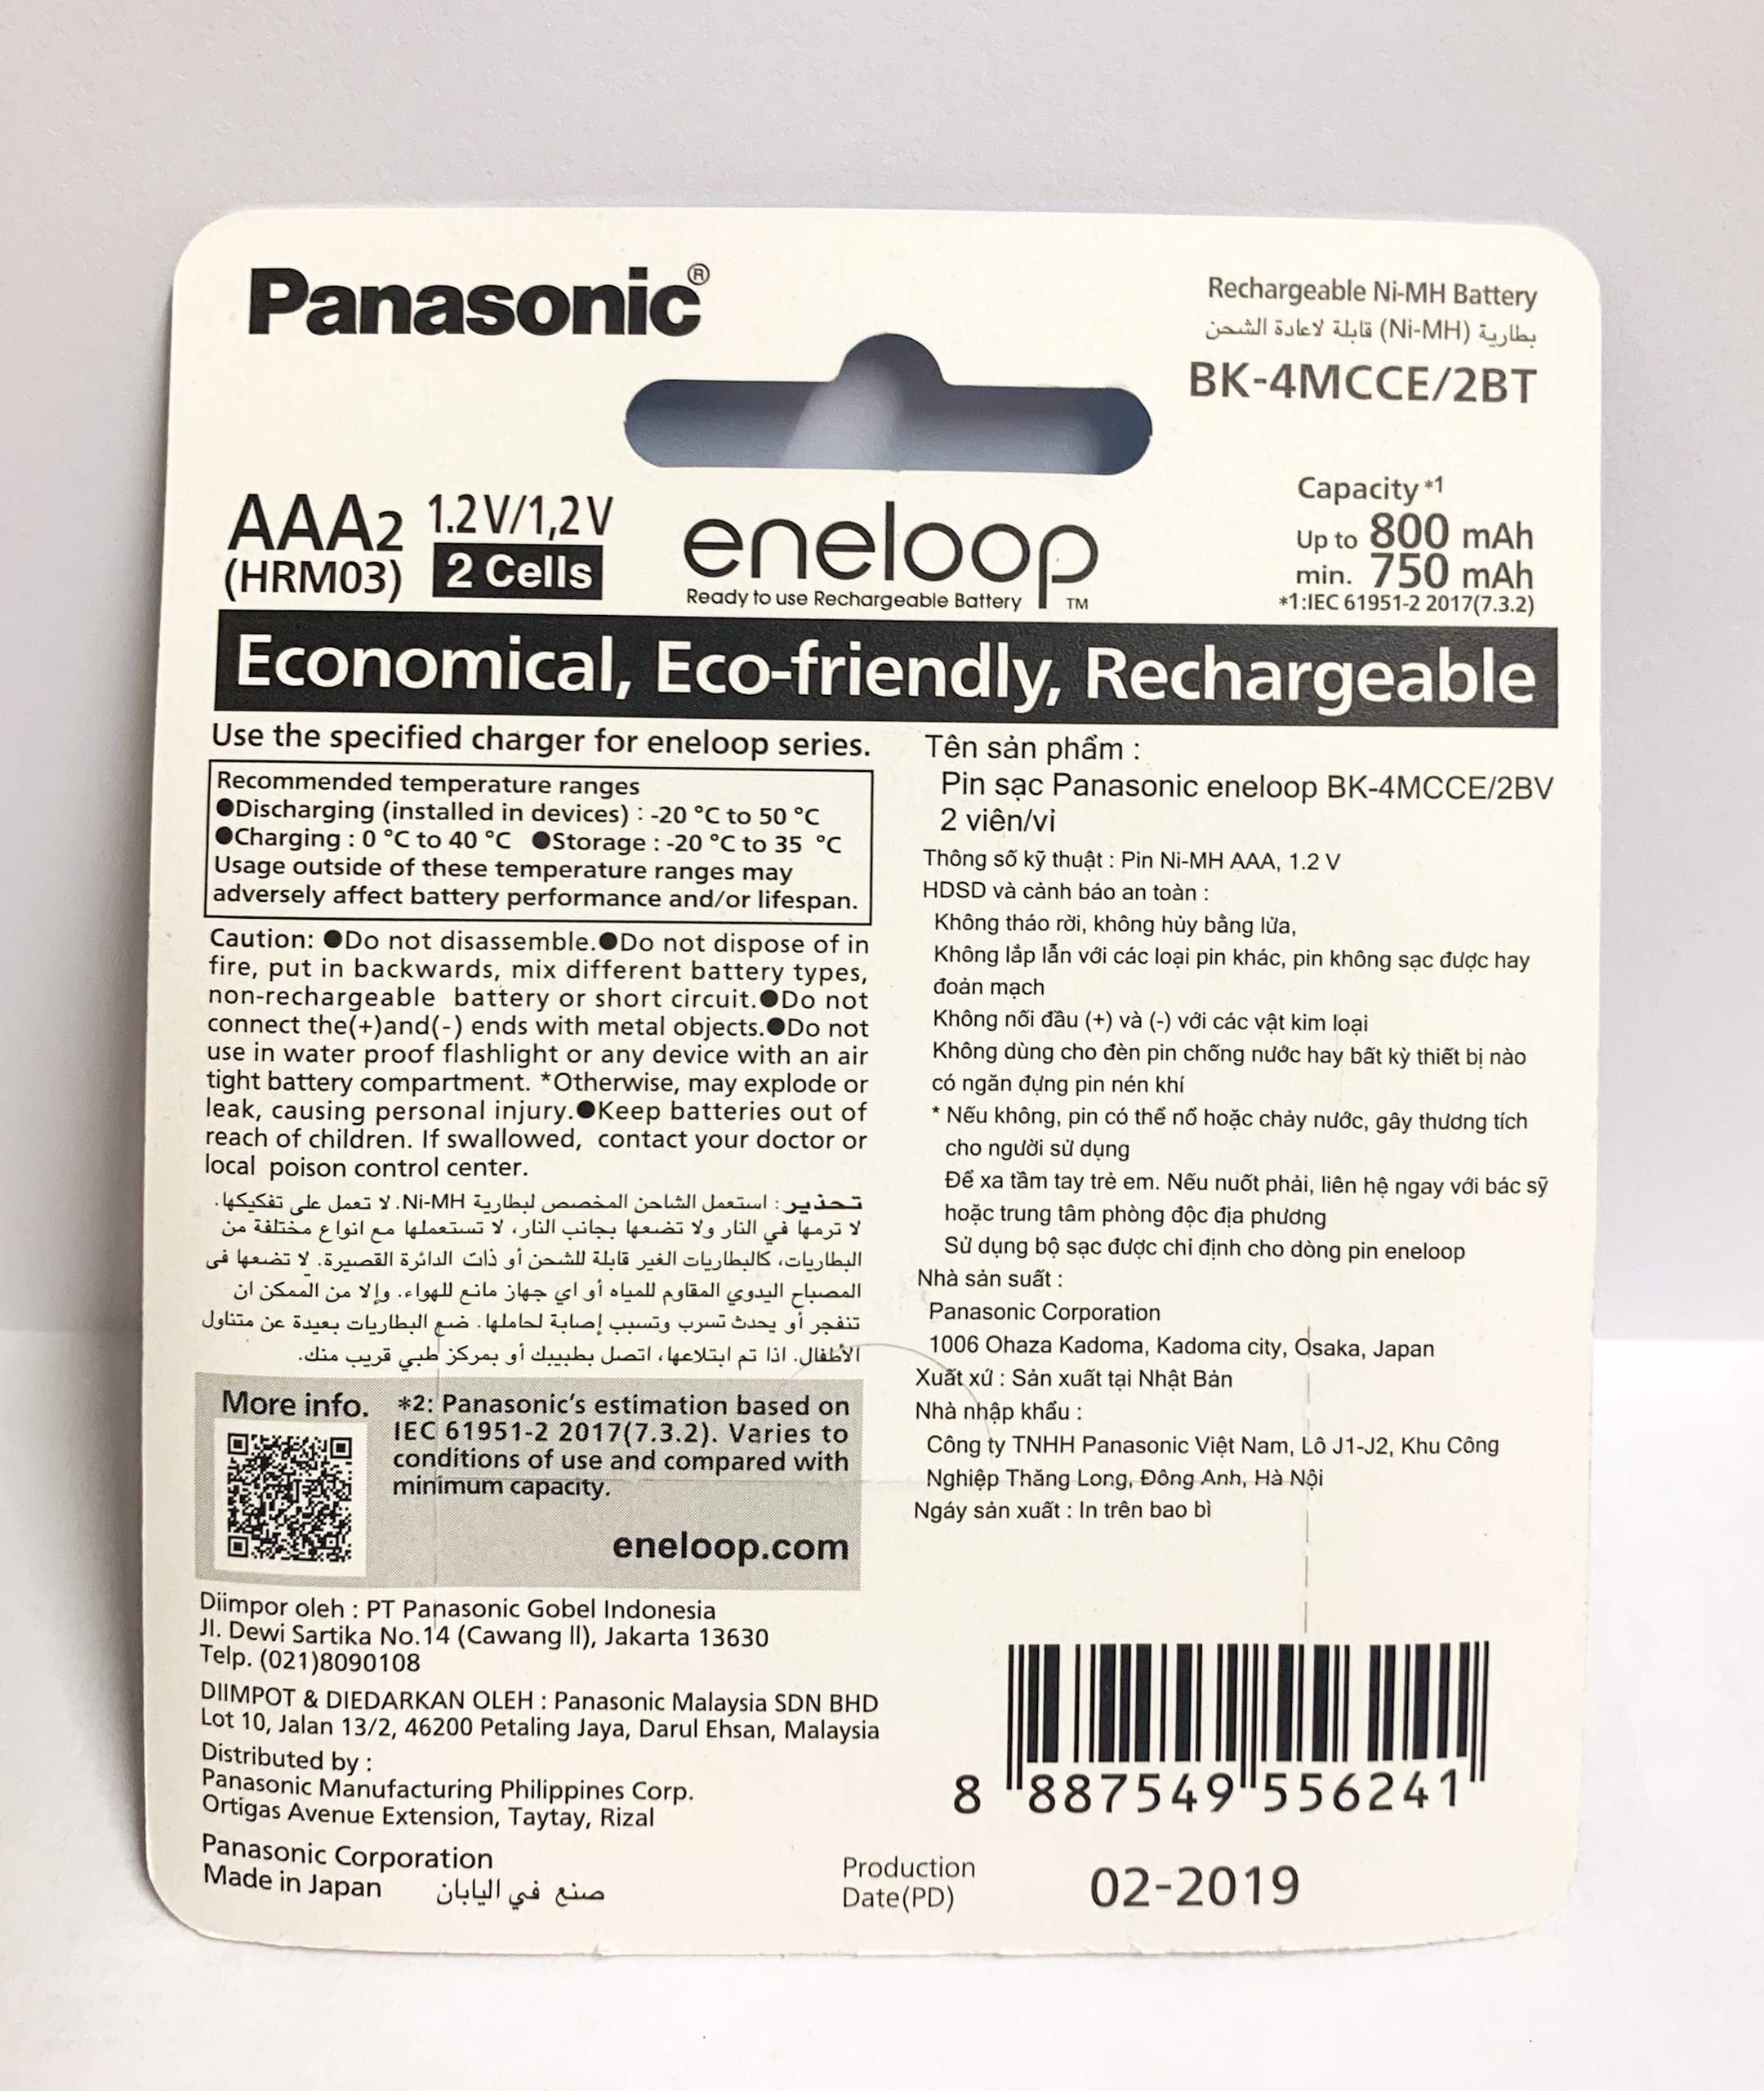 Panasonic®
Rechargeable Ni-MH Battery
بطارية (Ni-MH) قابلة لاعادة الشحن
BK-4MCCE/2BT
AAA2
(HRM03)
1.2V/1,2V
2 Cells
eneloop
Ready to use Rechargeable Battery TM
Capacity*1
Up to 800 mAh
min. 750 mAh
*1:IEC 61951-2 2017(7.3.2)
Economical, Eco-friendly, Rechargeable
Use the specified charger for eneloop series.
Recommended temperature ranges
●Discharging (installed in devices) : -20 °C to 50 °C
●Charging : 0 °C to 40 °C ●Storage : -20 °C to 35 °C
Usage outside of these temperature ranges may
adversely affect battery performance and/or lifespan.
Caution: ●Do not disassemble.●Do not dispose of in
fire, put in backwards, mix different battery types,
non-rechargeable battery or short circuit.●Do not
connect the(+)and(-) ends with metal objects.●Do not
use in water proof flashlight or any device with an air
tight battery compartment. *Otherwise, may explode or
leak, causing personal injury.●Keep batteries out of
reach of children. If swallowed, contact your doctor or
local poison control center.
تحذير : استعمل الشاحن المخصص لبطارية Ni-MH. لا تعمل على تفكيكها.
لا ترمها في النار ولا تضعها بجانب النار، لا تستعملها مع انواع مختلفة من
البطاريات، كالبطاريات الغير قابلة للشحن أو ذات الدائرة القصيرة. لا تضعها فى
المصباح اليدوي المقاوم للمياه أو اي جهاز مانع للهواء. وإلا من الممكن ان
تنفجر أو يحدث تسرب وتسبب إصابة لحاملها. ضع البطاريات بعيدة عن متناول
الأطفال. اذا تم ابتلاعها، اتصل بطبيبك أو بمركز طبي قريب منك.
More info.
*2: Panasonic's estimation based on
IEC 61951-2 2017(7.3.2). Varies to
conditions of use and compared with
minimum capacity.
eneloop.com
Diimpor oleh : PT Panasonic Gobel Indonesia
Jl. Dewi Sartika No.14 (Cawang II), Jakarta 13630
Telp. (021)8090108
DIIMPOT & DIEDARKAN OLEH : Panasonic Malaysia SDN BHD
Lot 10, Jalan 13/2, 46200 Petaling Jaya, Darul Ehsan, Malaysia
Distributed by :
Panasonic Manufacturing Philippines Corp.
Ortigas Avenue Extension, Taytay, Rizal
Panasonic Corporation
Made in Japan صنع في اليابان
Tên sản phẩm :
Pin sạc Panasonic eneloop BK-4MCCE/2BV
2 viên/vỉ
Thông số kỹ thuật : Pin Ni-MH AAA, 1.2 V
HDSD và cảnh báo an toàn :
Không tháo rời, không hủy bằng lửa,
Không lắp lẫn với các loại pin khác, pin không sạc được hay
đoản mạch
Không nối đầu (+) và (-) với các vật kim loại
Không dùng cho đèn pin chống nước hay bất kỳ thiết bị nào
có ngăn đựng pin nén khí
* Nếu không, pin có thể nổ hoặc chảy nước, gây thương tích
cho người sử dụng
Để xa tầm tay trẻ em. Nếu nuốt phải, liên hệ ngay với bác sỹ
hoặc trung tâm phòng độc địa phương
Sử dụng bộ sạc được chỉ định cho dòng pin eneloop
Nhà sản suất :
Panasonic Corporation
1006 Ohaza Kadoma, Kadoma city, Osaka, Japan
Xuất xứ : Sản xuất tại Nhật Bản
Nhà nhập khẩu :
Công ty TNHH Panasonic Việt Nam, Lô J1-J2, Khu Công
Nghiệp Thăng Long, Đông Anh, Hà Nội
Ngáy sản xuất : In trên bao bì
8 887549 556241
Production
Date(PD)
02-2019